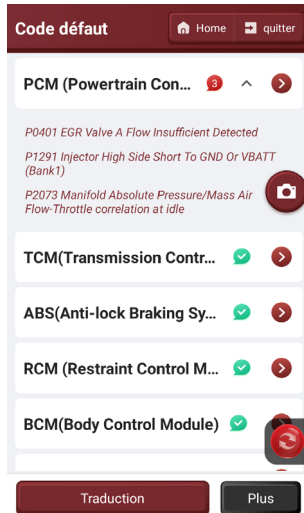 Code défaut
Home
quitter
PCM (Powertrain Con...
3
P0401 EGR Valve A Flow Insufficient Detected
P1291 Injector High Side Short To GND Or VBATT
(Bank1)
P2073 Manifold Absolute Pressure/Mass Air
Flow-Throttle correlation at idle
TCM(Transmission Contr...
ABS(Anti-lock Braking Sy...
RCM (Restraint Control M...
BCM(Body Control Module)
Traduction
Plus